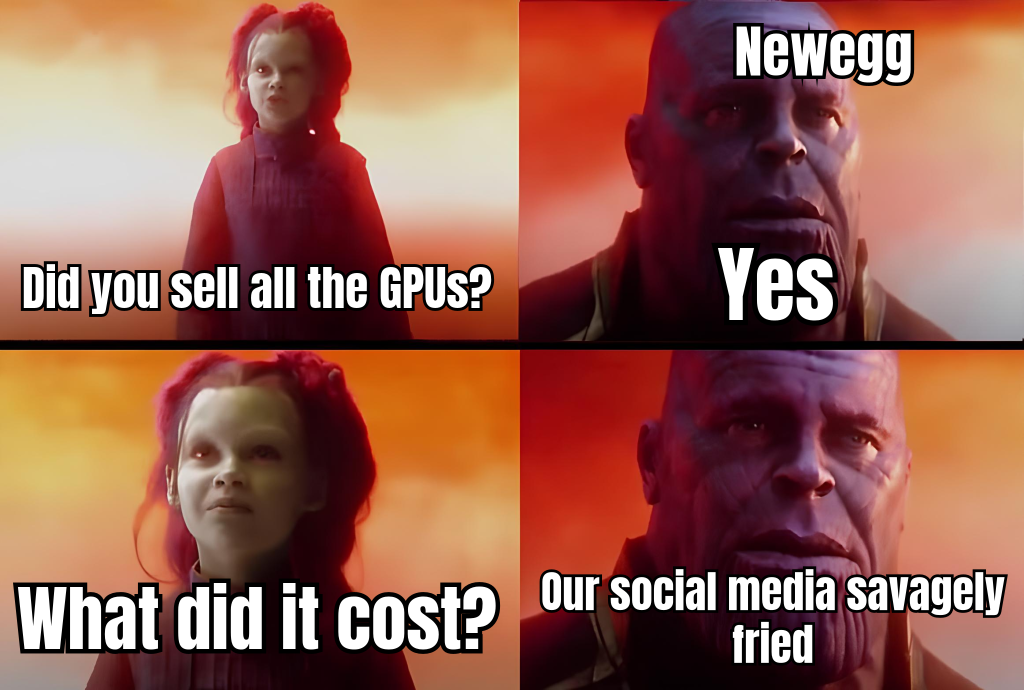 Did you sell all the GPUs?
Newegg
Yes
What did it cost?
Our social media savagely
fried